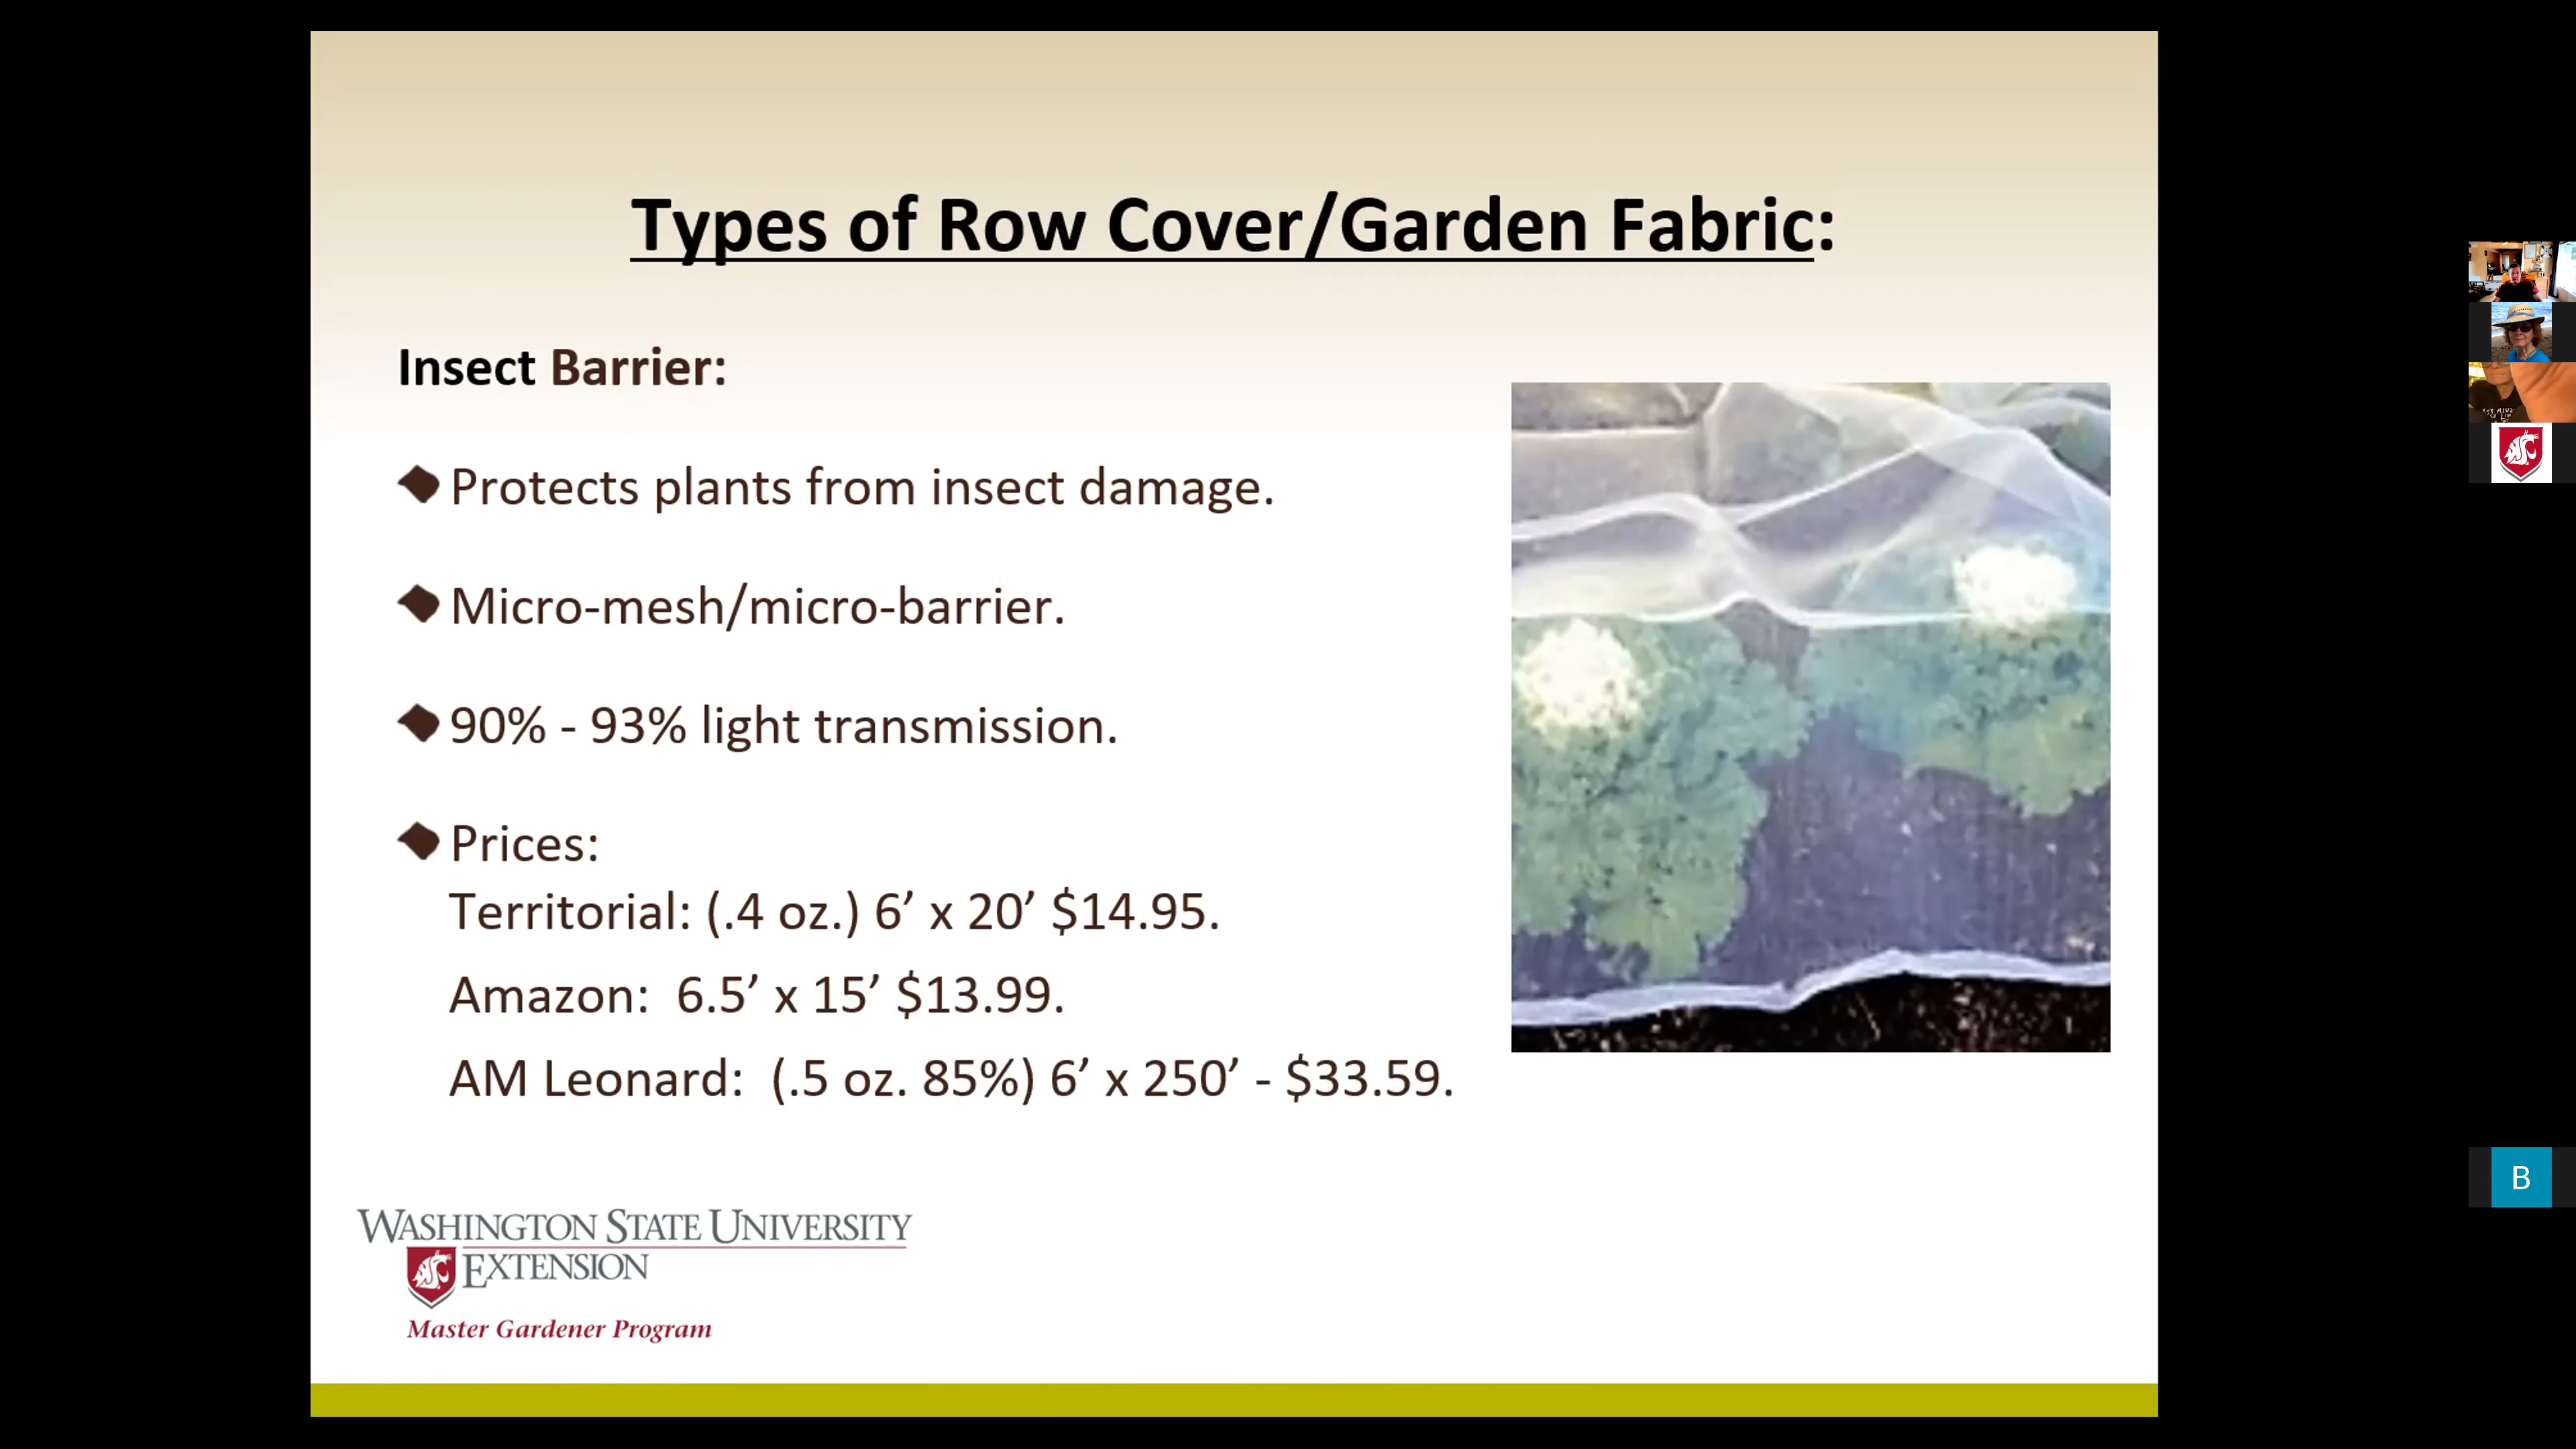 Types of Row Cover/Garden Fabric:
Insect Barrier:
Protects plants from insect damage.
Micro-mesh/micro-barrier.
90% - 93% light transmission.
Prices:
Territorial: (.4 oz.) 6’ x 20’ $14.95.
Amazon: 6.5’ x 15’ $13.99.
AM Leonard: (.5 oz. 85%) 6’ x 250’ - $33.59.
WASHINGTON STATE UNIVERSITY
EXTENSION
Master Gardener Program
B